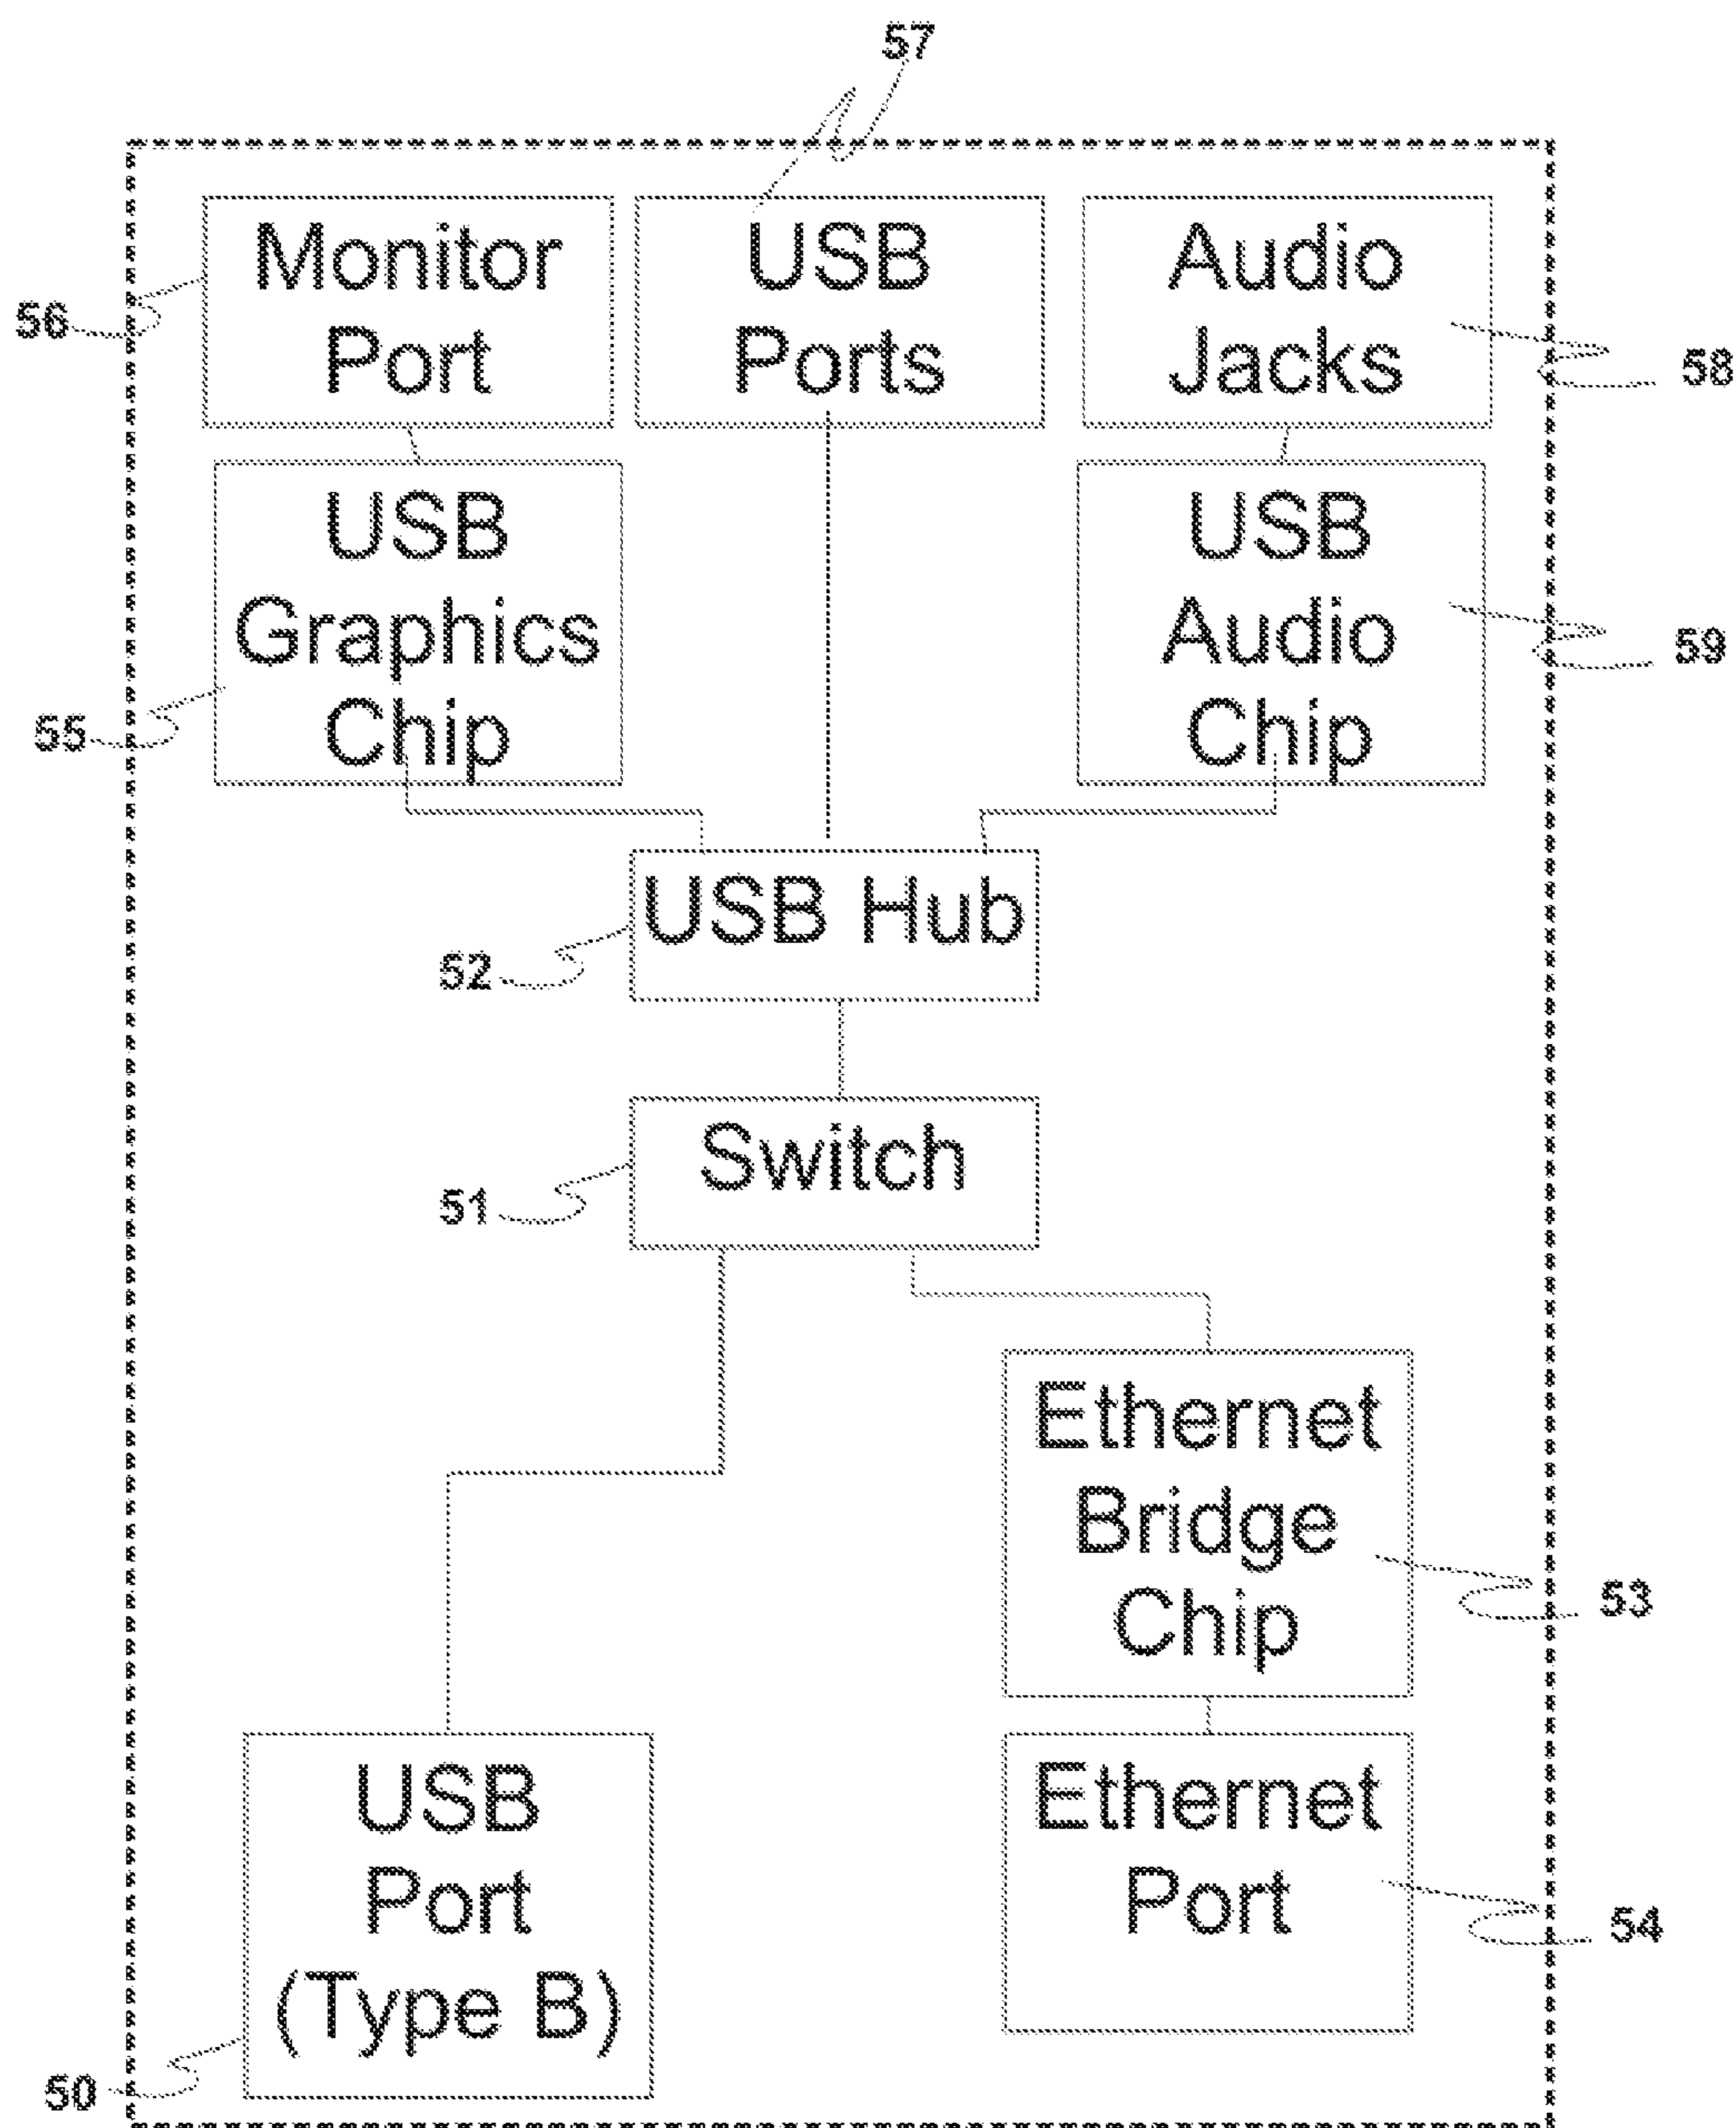 57
Monitor
Port
USB
Ports
Audio
Jacks
56
58
USB
Graphics
Chip
USB
Audio
Chip
55
59
USB Hub
52
Switch
51
Ethernet
Bridge
Chip
53
USB
Port
(Type B)
Ethernet
Port
54
50